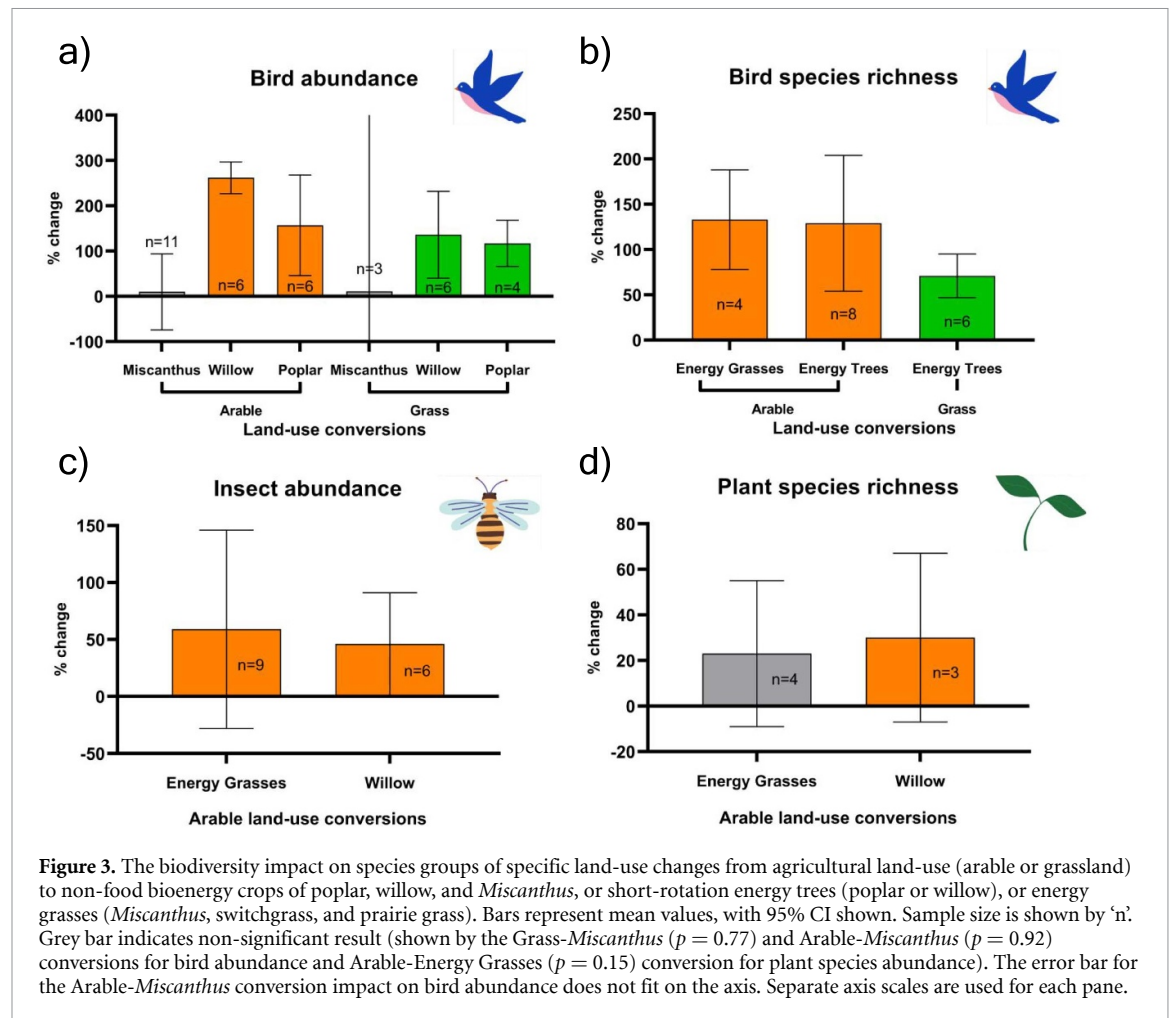 a)
Bird abundance
400
300
200
100
0
-100
% change
n=11
n=6
n=6
n=3
n=6
n=4
Miscanthus Willow Poplar Miscanthus Willow Poplar
Arable Grass
Land-use conversions
b)
Bird species richness
250
200
150
100
50
0
% change
n=4
n=8
n=6
Energy Grasses Energy Trees Energy Trees
Arable Grass
Land-use conversions
c)
Insect abundance
150
100
50
0
-50
% change
n=9
n=6
Energy Grasses Willow
Arable land-use conversions
d)
Plant species richness
80
60
40
20
0
-20
% change
n=4
n=3
Energy Grasses Willow
Arable land-use conversions
Figure 3. The biodiversity impact on species groups of specific land-use changes from agricultural land-use (arable or grassland)
to non-food bioenergy crops of poplar, willow, and Miscanthus, or short-rotation energy trees (poplar or willow), or energy
grasses (Miscanthus, switchgrass, and prairie grass). Bars represent mean values, with 95% CI shown. Sample size is shown by ‘n’.
Grey bar indicates non-significant result (shown by the Grass-Miscanthus (p = 0.77) and Arable-Miscanthus (p = 0.92)
conversions for bird abundance and Arable-Energy Grasses (p = 0.15) conversion for plant species abundance). The error bar for
the Arable-Miscanthus conversion impact on bird abundance does not fit on the axis. Separate axis scales are used for each pane.